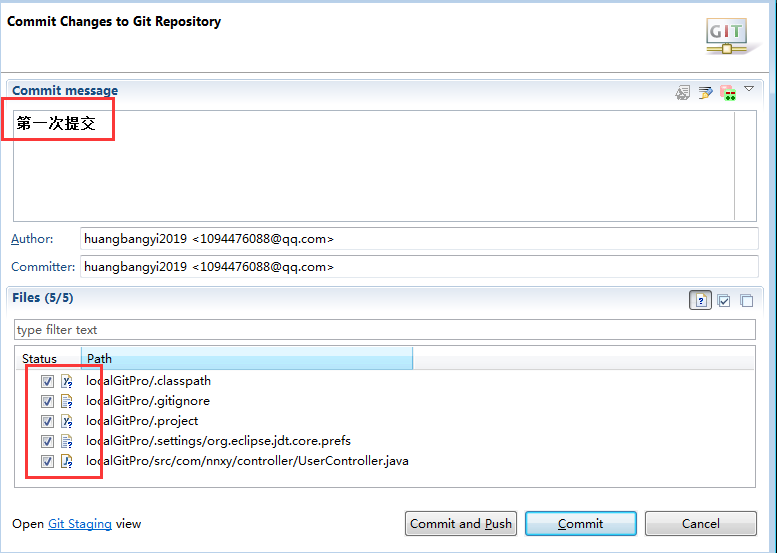 Commit Changes to Git Repository
GIT
Commit message
第一次提交
Author: huangbangyi2019 <1094476088@qq.com>
Committer: huangbangyi2019 <1094476088@qq.com>
Files (5/5)
type filter text
Status Path
localGitPro/.classpath
localGitPro/.gitignore
localGitPro/.project
localGitPro/.settings/org.eclipse.jdt.core.prefs
localGitPro/src/com/nnxy/controller/UserController.java
Open Git Staging view Commit and Push Commit Cancel